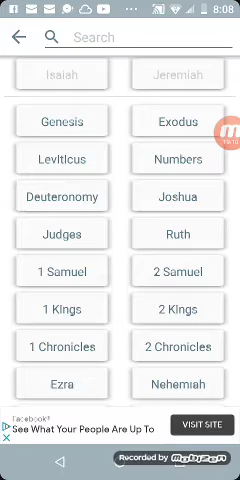 8:08
Search
Isaiah Jeremiah
Genesis Exodus
Leviticus Numbers
Deuteronomy Joshua
Judges Ruth
1 Samuel 2 Samuel
1 Kings 2 Kings
1 Chronicles 2 Chronicles
Ezra Nehemiah
Facebook®
See What Your People Are Up To
VISIT SITE
Recorded by mobizen